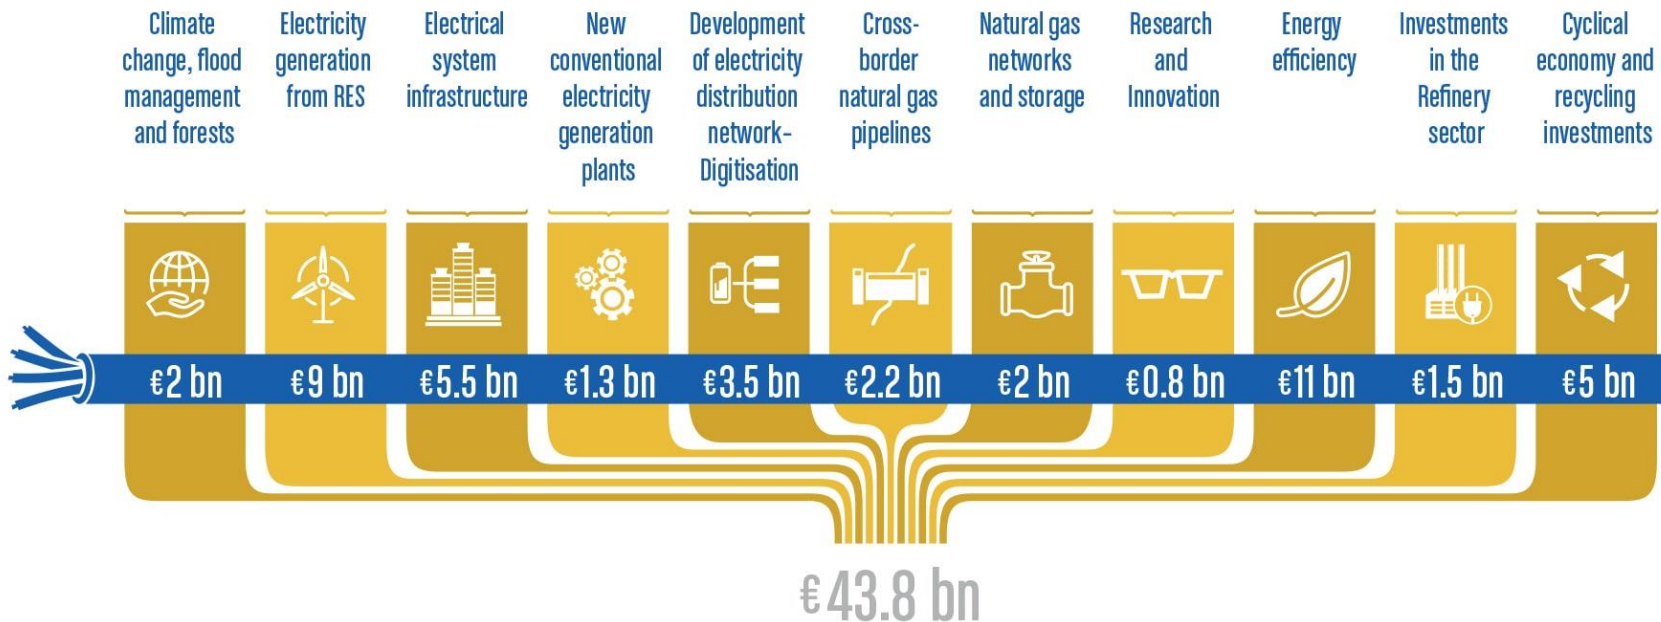 Climate
change, flood
management
and forests
Electricity
generation
from RES
Electrical
system
infrastructure
New
conventional
electricity
generation
plants
Development
of electricity
distribution
network-
Digitisation
Cross-
border
natural gas
pipelines
Natural gas
networks
and storage
Research
and
Innovation
Energy
efficiency
Investments
in the
Refinery
sector
Cyclical
economy and
recycling
investments
€2 bn
€9 bn
€5.5 bn
€1.3 bn
€3.5 bn
€2.2 bn
€2 bn
€0.8 bn
€11 bn
€1.5 bn
€5 bn
€43.8 bn